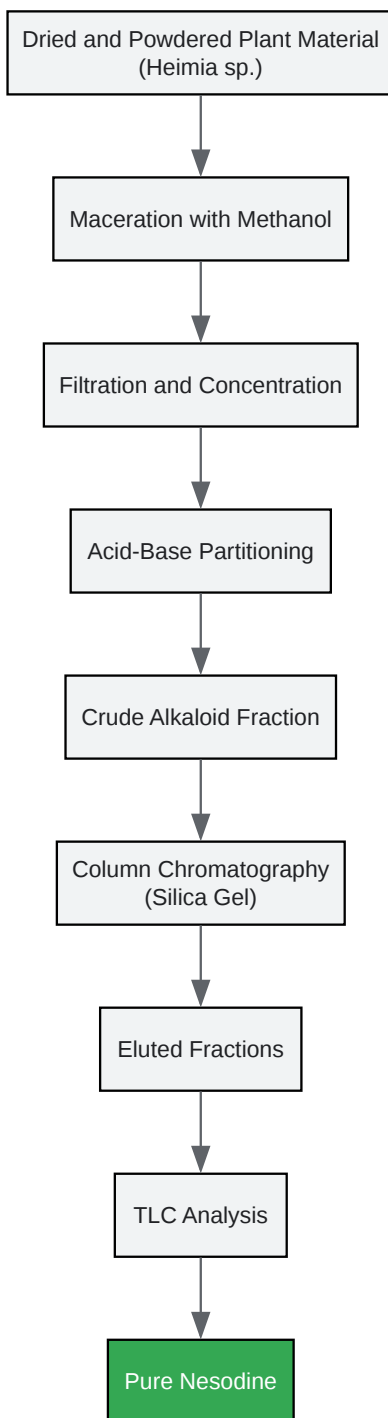 Dried and Powdered Plant Material
(Heimia sp.)
Maceration with Methanol
Filtration and Concentration
Acid-Base Partitioning
Crude Alkaloid Fraction
Column Chromatography
(Silica Gel)
Eluted Fractions
TLC Analysis
Pure Nesodine